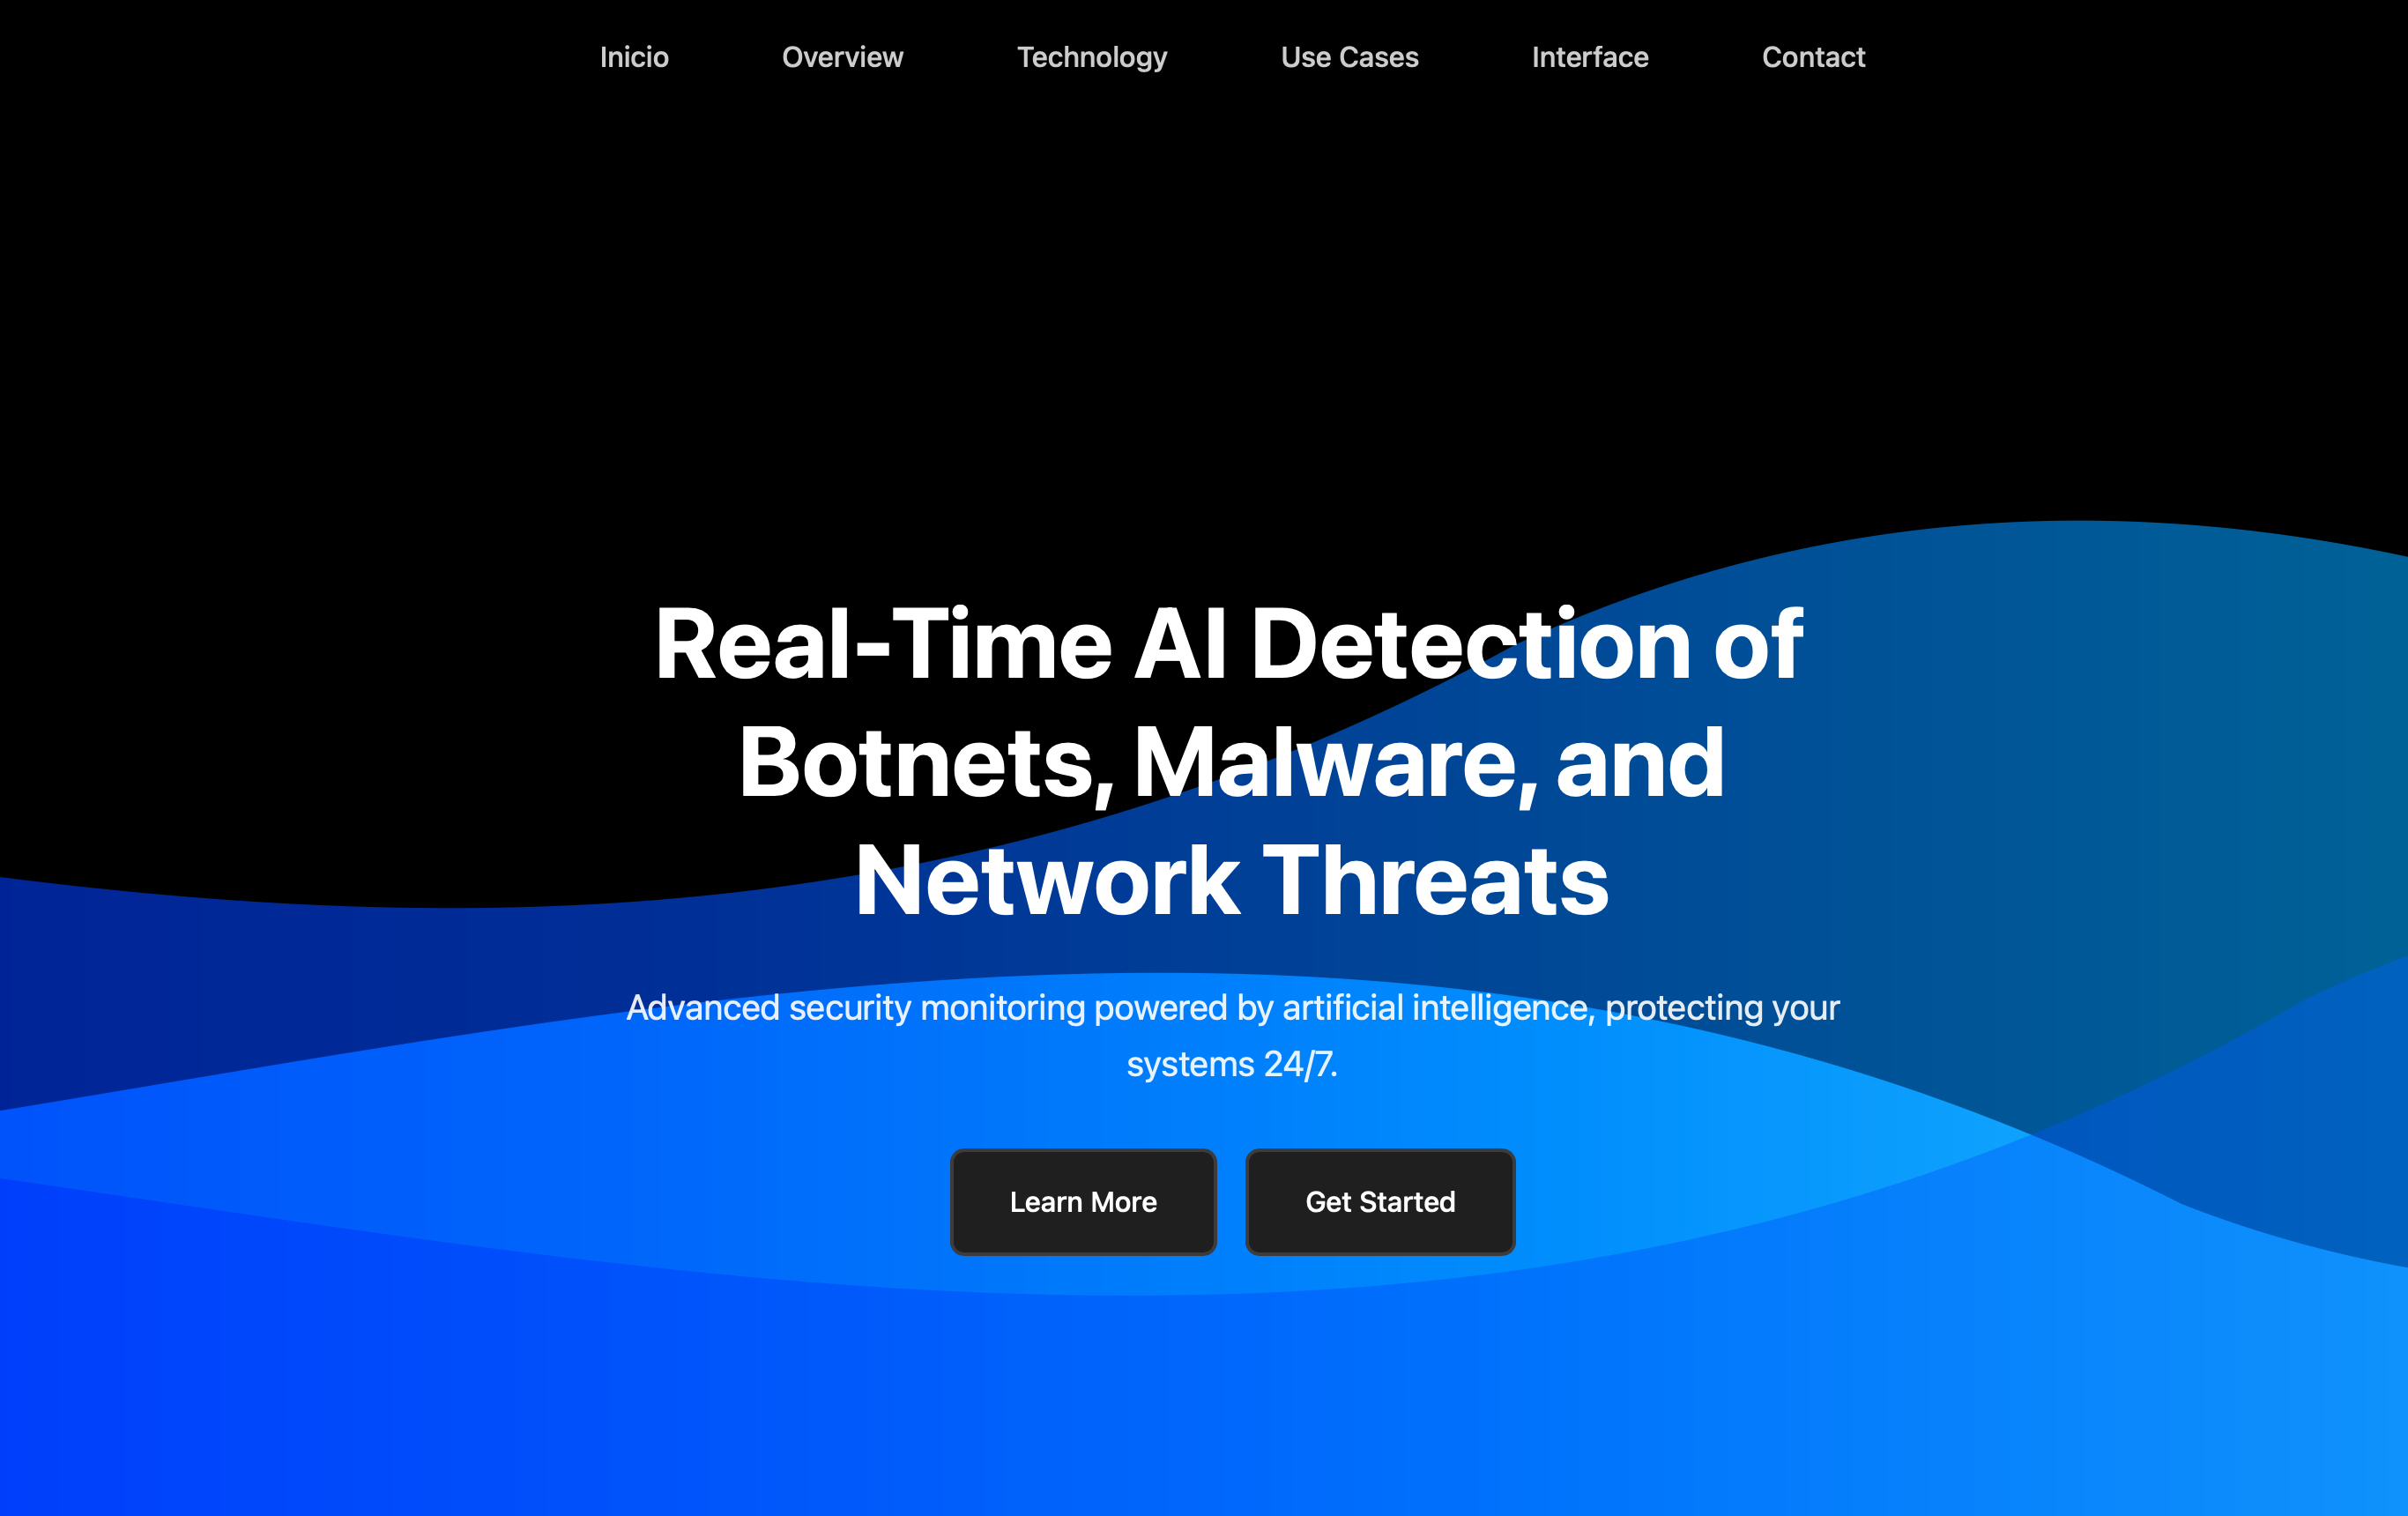 Inicio Overview Technology Use Cases Interface Contact
Real-Time AI Detection of
Botnets, Malware, and
Network Threats
Advanced security monitoring powered by artificial intelligence, protecting your
systems 24/7.
Learn More Get Started